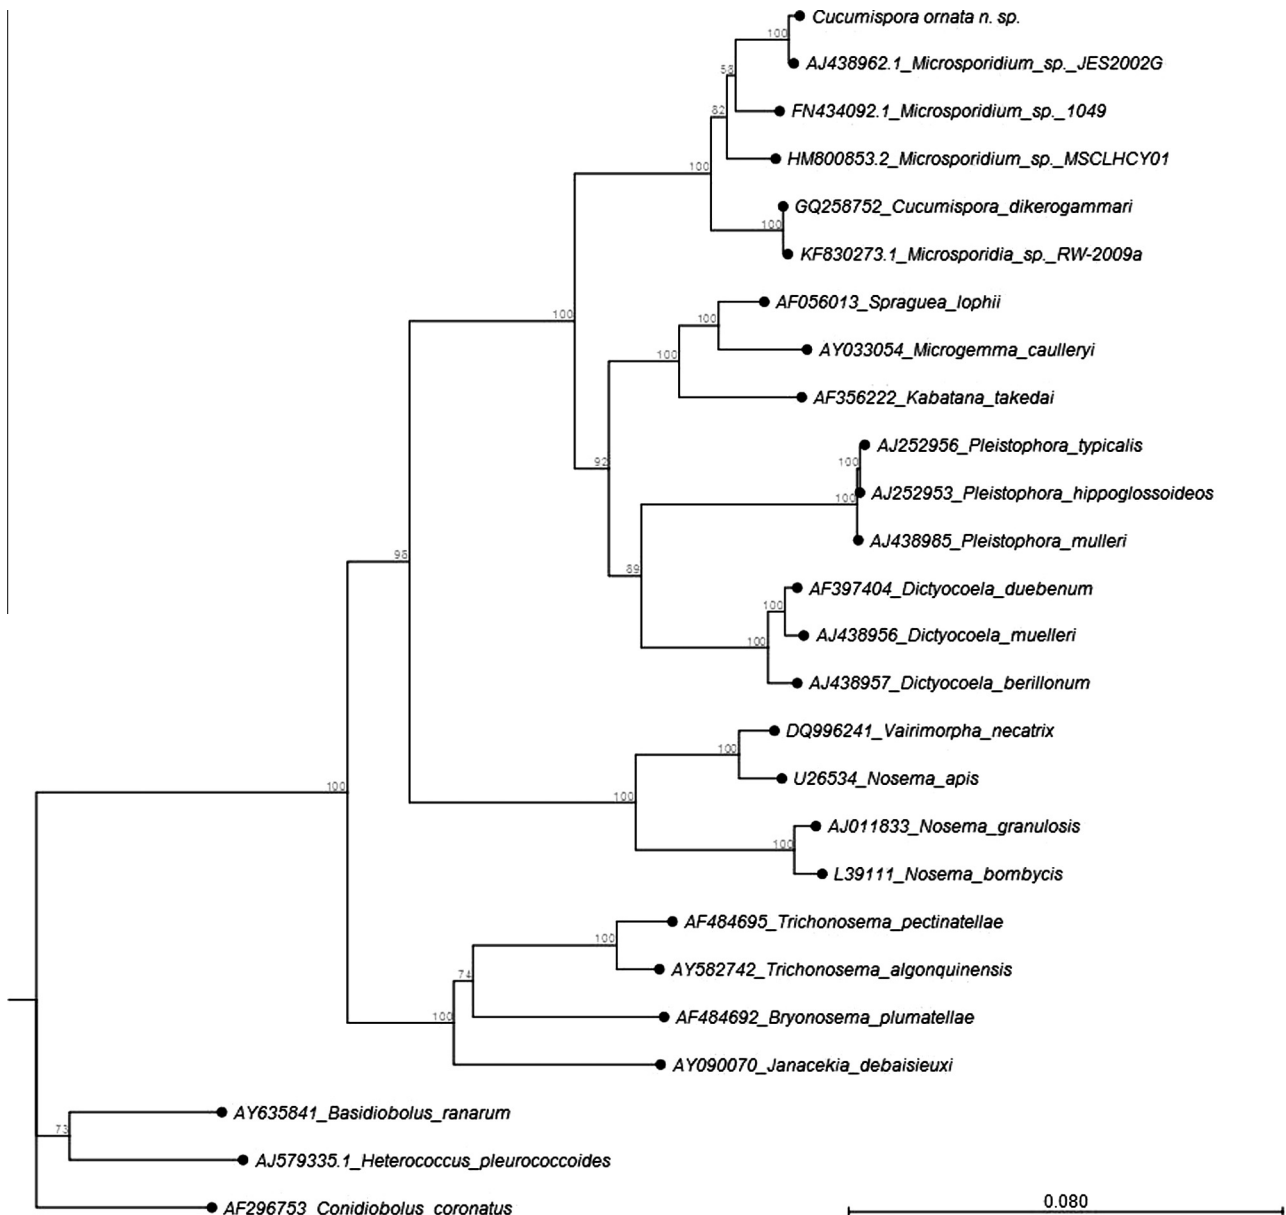 Cucumispora ornata n. sp.
100
AJ438962.1_Microsporidium_sp._JES2002G
58
FN434092.1_Microsporidium_sp._1049
82
HM800853.2_Microsporidium_sp._MSCLHCY01
100
GQ258752_Cucumispora_dikerogammari
100
KF830273.1_Microsporidia_sp._RW-2009a
AF056013_Spraguea_lophii
100
100
AY033054_Microgemma_caulleryi
100
AF356222_Kabatana_takedai
AJ252956_Pleistophora_typicalis
100
92
AJ252953_Pleistophora_hippoglossoideos
100
AJ438985_Pleistophora_mulleri
98
89
AF397404_Dictyocoela_duebenum
100
AJ438956_Dictyocoela_muelleri
100
AJ438957_Dictyocoela_berillonum
DQ996241_Vairimorpha_necatrix
100
U26534_Nosema_apis
100
100
AJ011833_Nosema_granulosis
100
L39111_Nosema_bombycis
AF484695_Trichonosema_pectinatellae
100
AY582742_Trichonosema_algonquinensis
74
AF484692_Bryonosema_plumatellae
100
AY090070_Janacekia_debaisieuxi
AY635841_Basidiobolus_ranarum
73
AJ579335.1_Heterococcus_pleurococcoides
AF296753_Conidiobolus_coronatus
0.080